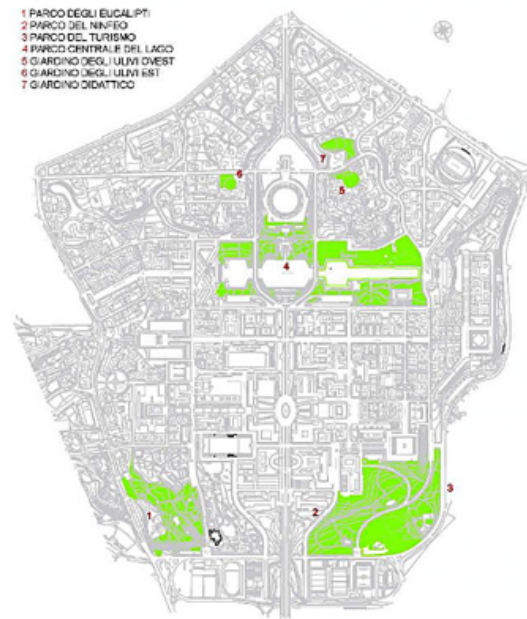 1 PARCO DEGLI EUCALIPTI
2 PARCO DEL NINFEO
3 PARCO DEL TURISMO
4 PARCO CENTRALE DEL LAGO
5 GIARDINO DEGLI ULIVI OVEST
6 GIARDINO DEGLI ULIVI EST
7 GIARDINO DIDATTICO
7
6
5
4
3
2
1